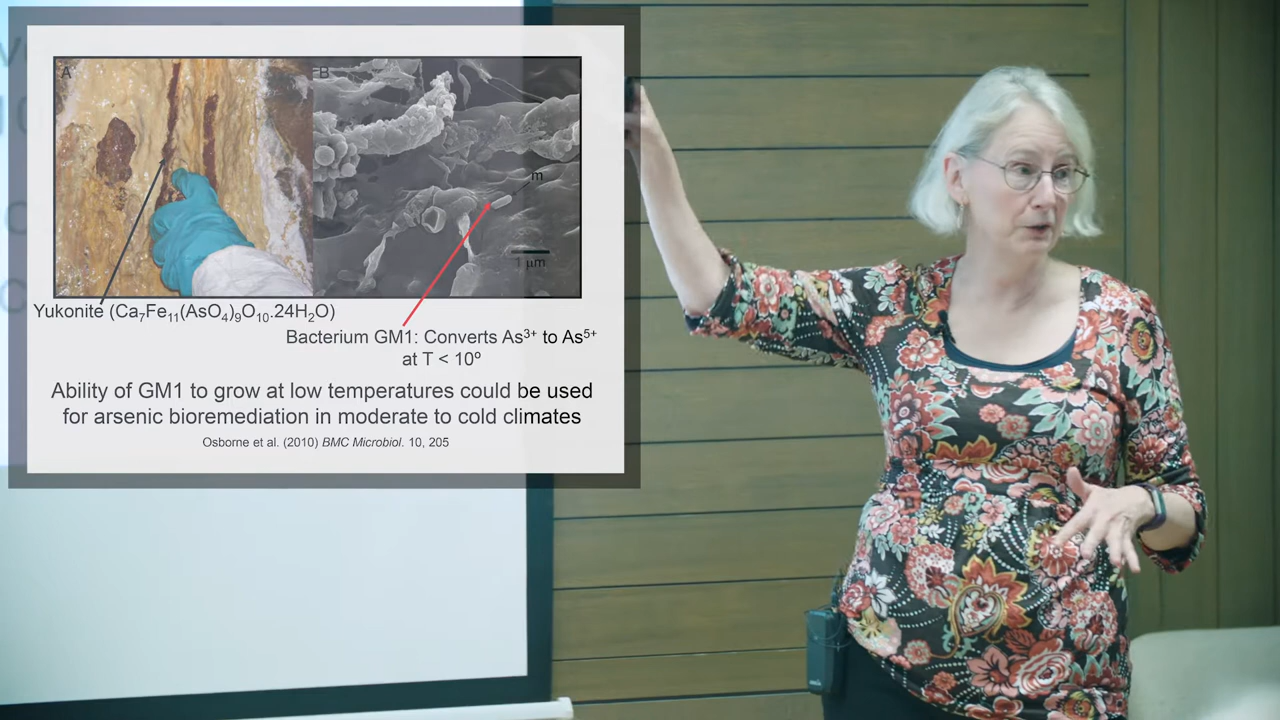 A
B
m
1 µm
Yukonite (Ca₇Fe₁₁(AsO₄)₉O₁₀.24H₂O)
Bacterium GM1: Converts As³⁺ to As⁵⁺
at T < 10º
Ability of GM1 to grow at low temperatures could be used
for arsenic bioremediation in moderate to cold climates
Osborne et al. (2010) BMC Microbiol. 10, 205